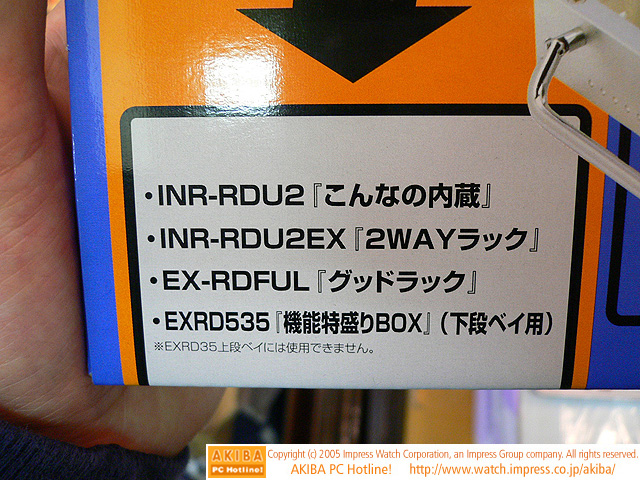 ・INR-RDU2『こんなの内蔵』
・INR-RDU2EX『2WAYラック』
・EX-RDFUL『グッドラック』
・EXRD535『機能特盛りBOX』(下段ベイ用)
※EXRD35上段ベイには使用できません。
AKIBA
PC Hotline!
Copyright (c) 2005 Impress Watch Corporation, an Impress Group company. All rights reserved.
AKIBA PC Hotline! http://www.watch.impress.co.jp/akiba/